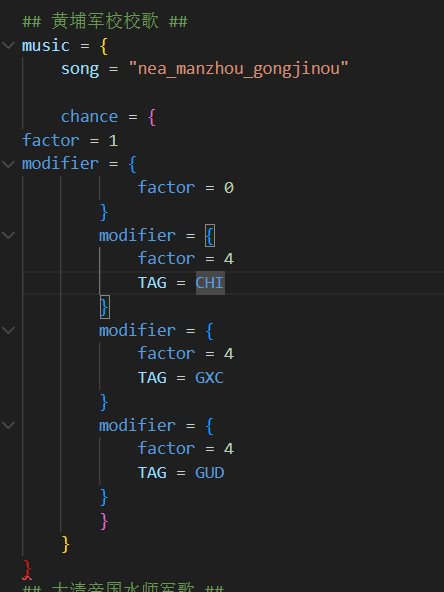 ## 黄埔军校校歌 ##
music = {
song = "nea_manzhou_gongjinou"
chance = {
factor = 1
modifier = {
factor = 0
}
modifier = {
factor = 4
TAG = CHI
}
modifier = {
factor = 4
TAG = GXC
}
modifier = {
factor = 4
TAG = GUD
}
}
}
}
## 大清帝国水师军歌 ##